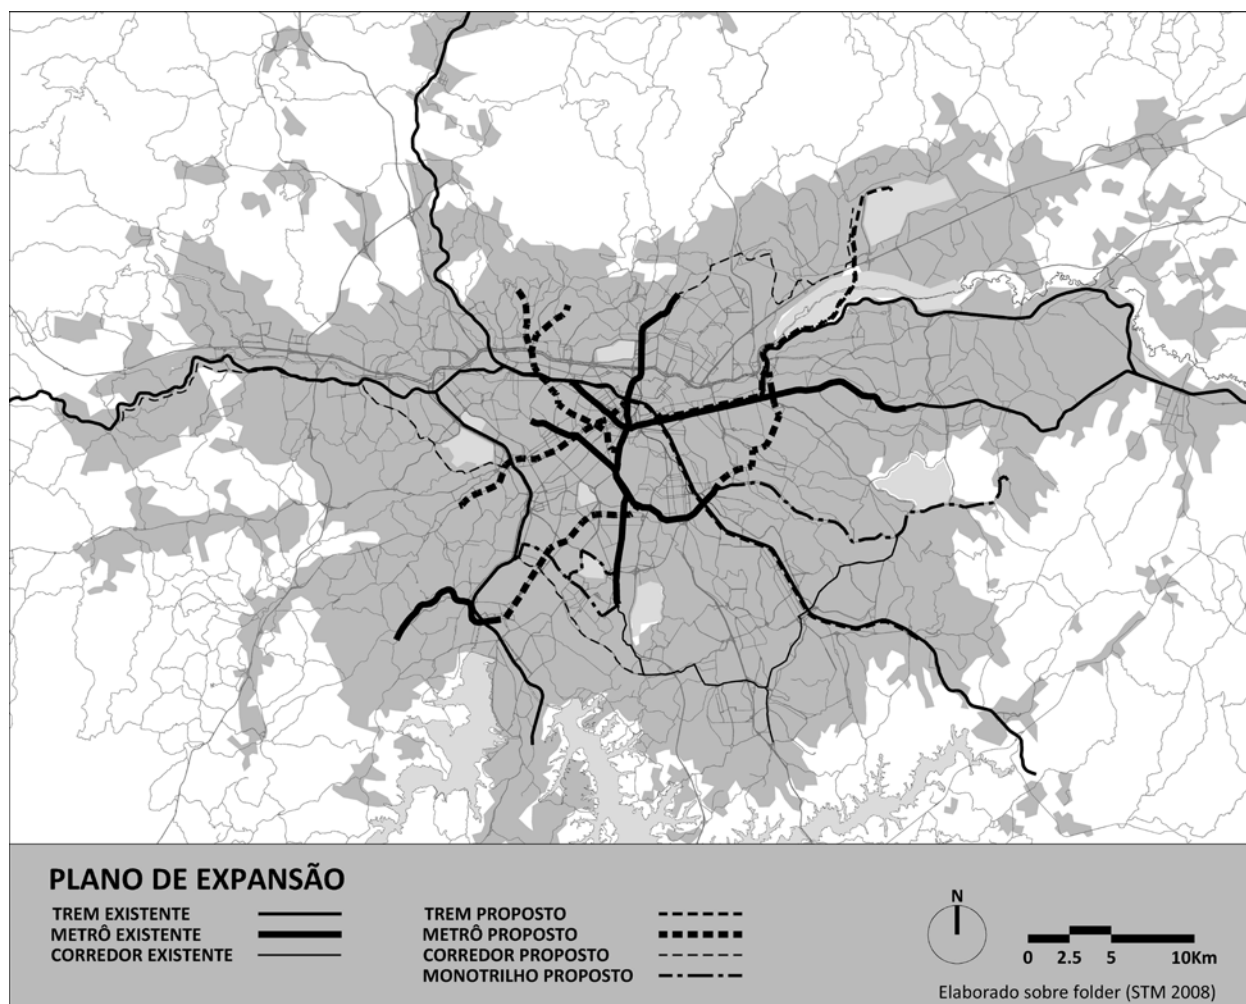 PLANO DE EXPANSÃO
TREM EXISTENTE
METRÔ EXISTENTE
CORREDOR EXISTENTE
TREM PROPOSTO
METRÔ PROPOSTO
CORREDOR PROPOSTO
MONOTRILHO PROPOSTO
N
0 2.5 5 10Km
Elaborado sobre folder (STM 2008)